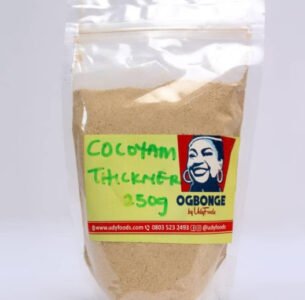 COCOYAM
THICKNER
250g
OGBONGE
by UdyFoods
www.udyfoods.com 0803 523 2493 @udyfoods